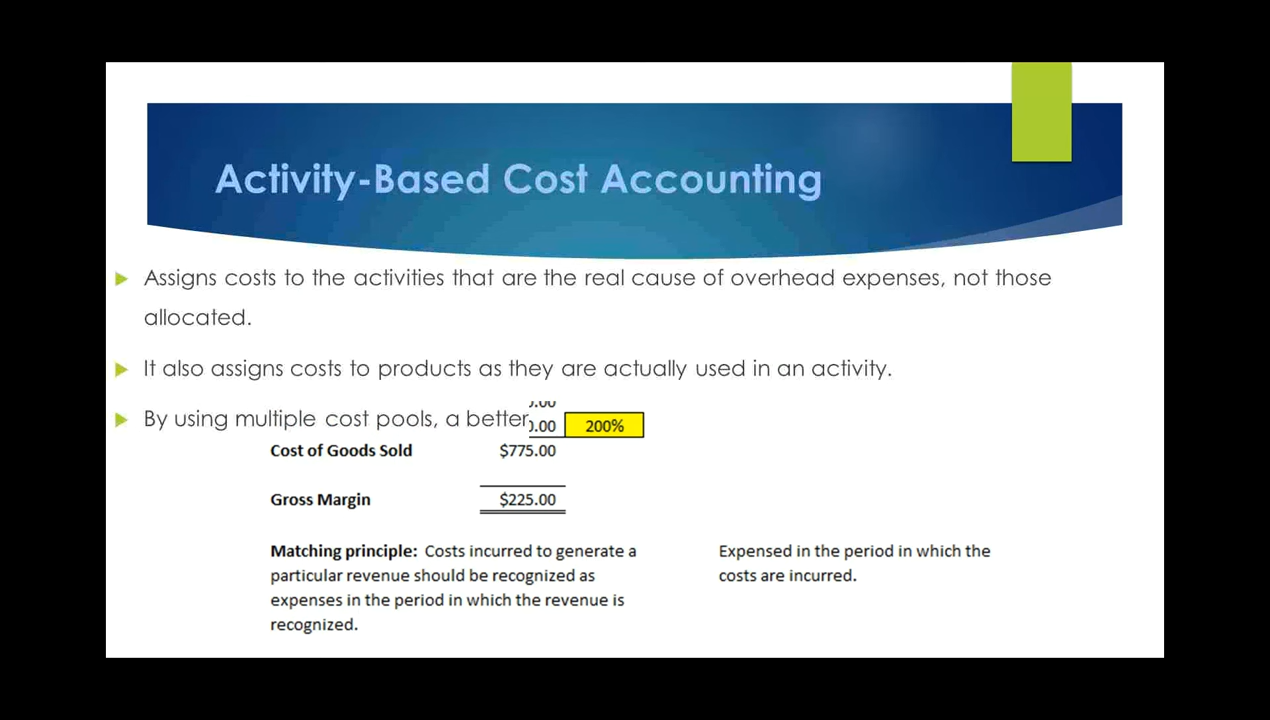 Activity-Based Cost Accounting
Assigns costs to the activities that are the real cause of overhead expenses, not those
allocated.
It also assigns costs to products as they are actually used in an activity.
By using multiple cost pools, a better
200%
Cost of Goods Sold $775.00
Gross Margin $225.00
Matching principle: Costs incurred to generate a
particular revenue should be recognized as
expenses in the period in which the revenue is
recognized.
Expensed in the period in which the
costs are incurred.